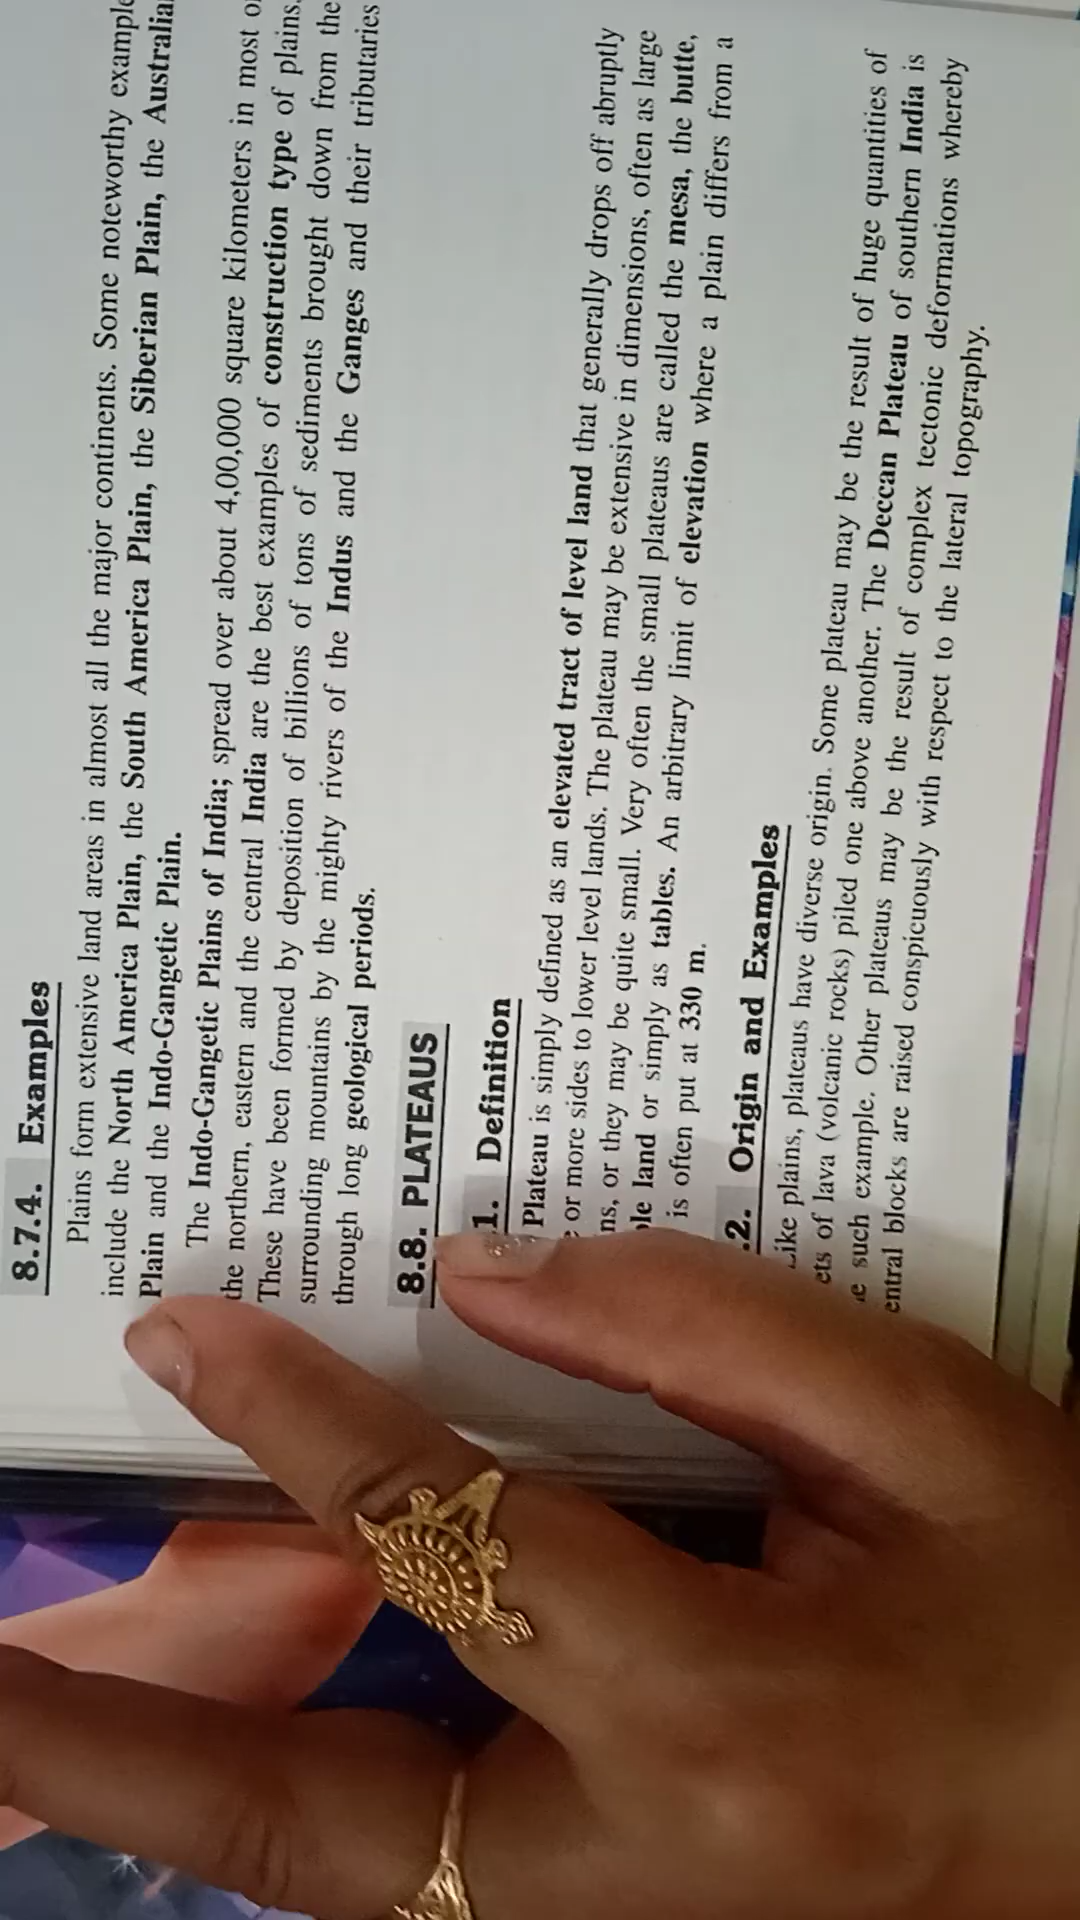 8.7.4. Examples
Plains form extensive land areas in almost all the major continents. Some noteworthy example
include the North America Plain, the South America Plain, the Siberian Plain, the Australian
Plain and the Indo-Gangetic Plain.
The Indo-Gangetic Plains of India; spread over about 4,00,000 square kilometers in most
the northern, eastern and the central India are the best examples of construction type of plains.
These have been formed by deposition of billions of tons of sediments brought down from the
surrounding mountains by the mighty rivers of the Indus and the Ganges and their tributaries
through long geological periods.
8.8. PLATEAUS
1. Definition
Plateau is simply defined as an elevated tract of level land that generally drops off abruptly
or more sides to lower level lands. The plateau may be extensive in dimensions, often as large
ns, or they may be quite small. Very often the small plateaus are called the mesa, the butte,
ble land or simply as tables. An arbitrary limit of elevation where a plain differs from a
is often put at 330 m.
.2. Origin and Examples
Like plains, plateaus have diverse origin. Some plateau may be the result of huge quantities of
ets of lava (volcanic rocks) piled one above another. The Deccan Plateau of southern India is
e such example. Other plateaus may be the result of complex tectonic deformations whereby
entral blocks are raised conspicuously with respect to the lateral topography.